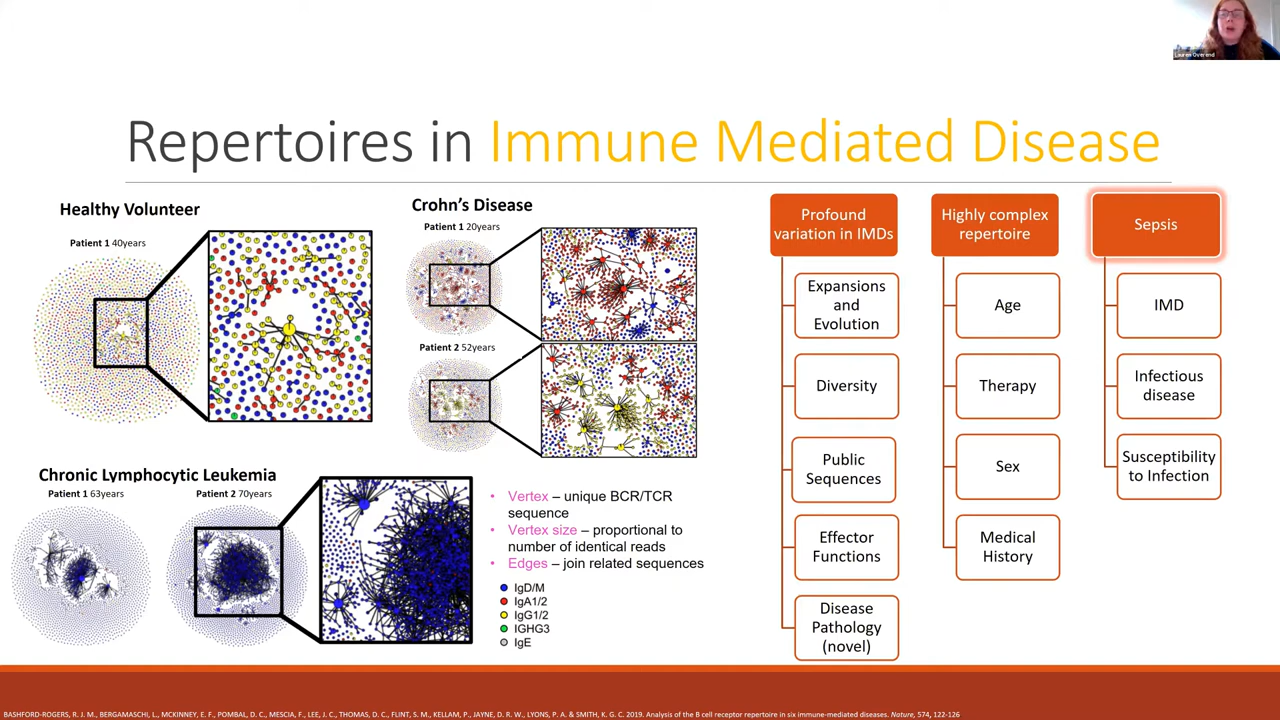 Lauren Overend
Repertoires in Immune Mediated Disease
Healthy Volunteer
Patient 1 40years
Crohn's Disease
Patient 1 20years
Patient 2 52years
Chronic Lymphocytic Leukemia
Patient 1 63years
Patient 2 70years
• Vertex – unique BCR/TCR
sequence
• Vertex size – proportional to
number of identical reads
• Edges – join related sequences
IgD/M
IgA1/2
IgG1/2
IGHG3
IgE
Profound
variation in IMDs
Expansions
and
Evolution
Diversity
Public
Sequences
Effector
Functions
Disease
Pathology
(novel)
Highly complex
repertoire
Age
Therapy
Sex
Medical
History
Sepsis
IMD
Infectious
disease
Susceptibility
to Infection
BASHFORD-ROGERS, R. J. M., BERGAMASCHI, L., MCKINNEY, E. F., POMBAL, D. C., MESCIA, F., LEE, J. C., THOMAS, D. C., FLINT, S. M., KELLAM, P., JAYNE, D. R. W., LYONS, P. A. & SMITH, K. G. C. 2019. Analysis of the B cell receptor repertoire in six immune-mediated diseases. Nature, 574, 122-126